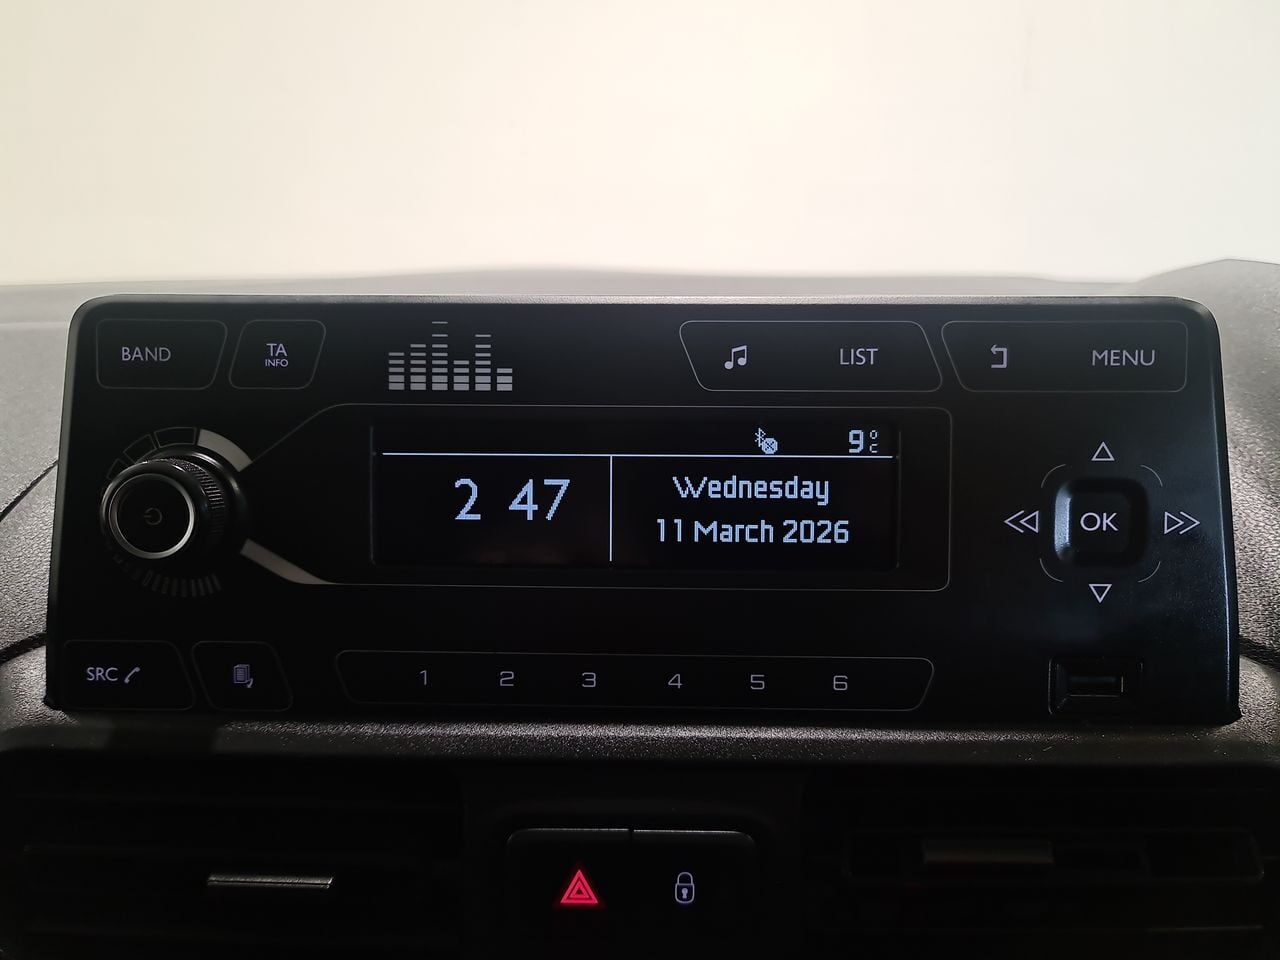 BAND
TA
INFO
LIST
MENU
9°C
2 47
Wednesday
11 March 2026
OK
SRC
1 2 3 4 5 6